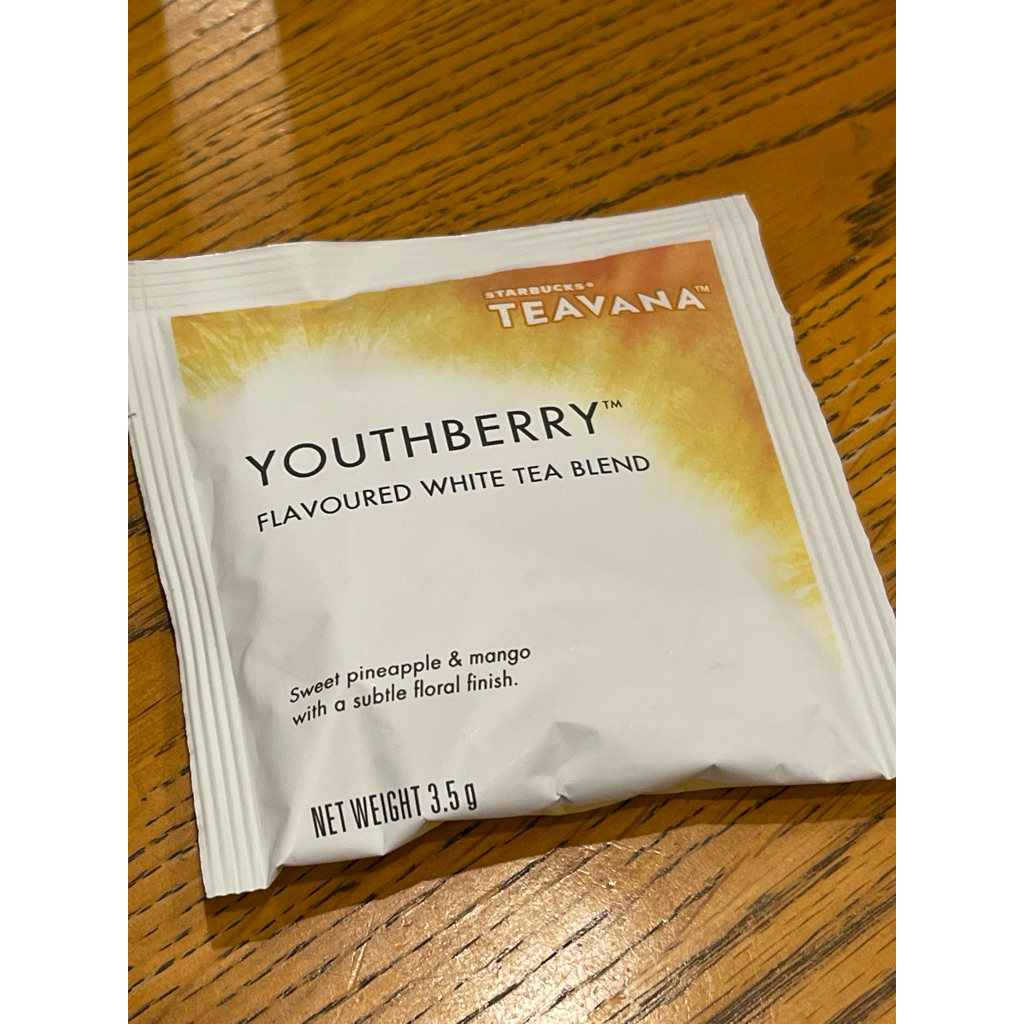 STARBUCKS®
TEAVANA™
YOUTHBERRY™
FLAVOURED WHITE TEA BLEND
Sweet pineapple & mango
with a subtle floral finish.
NET WEIGHT 3.5 g